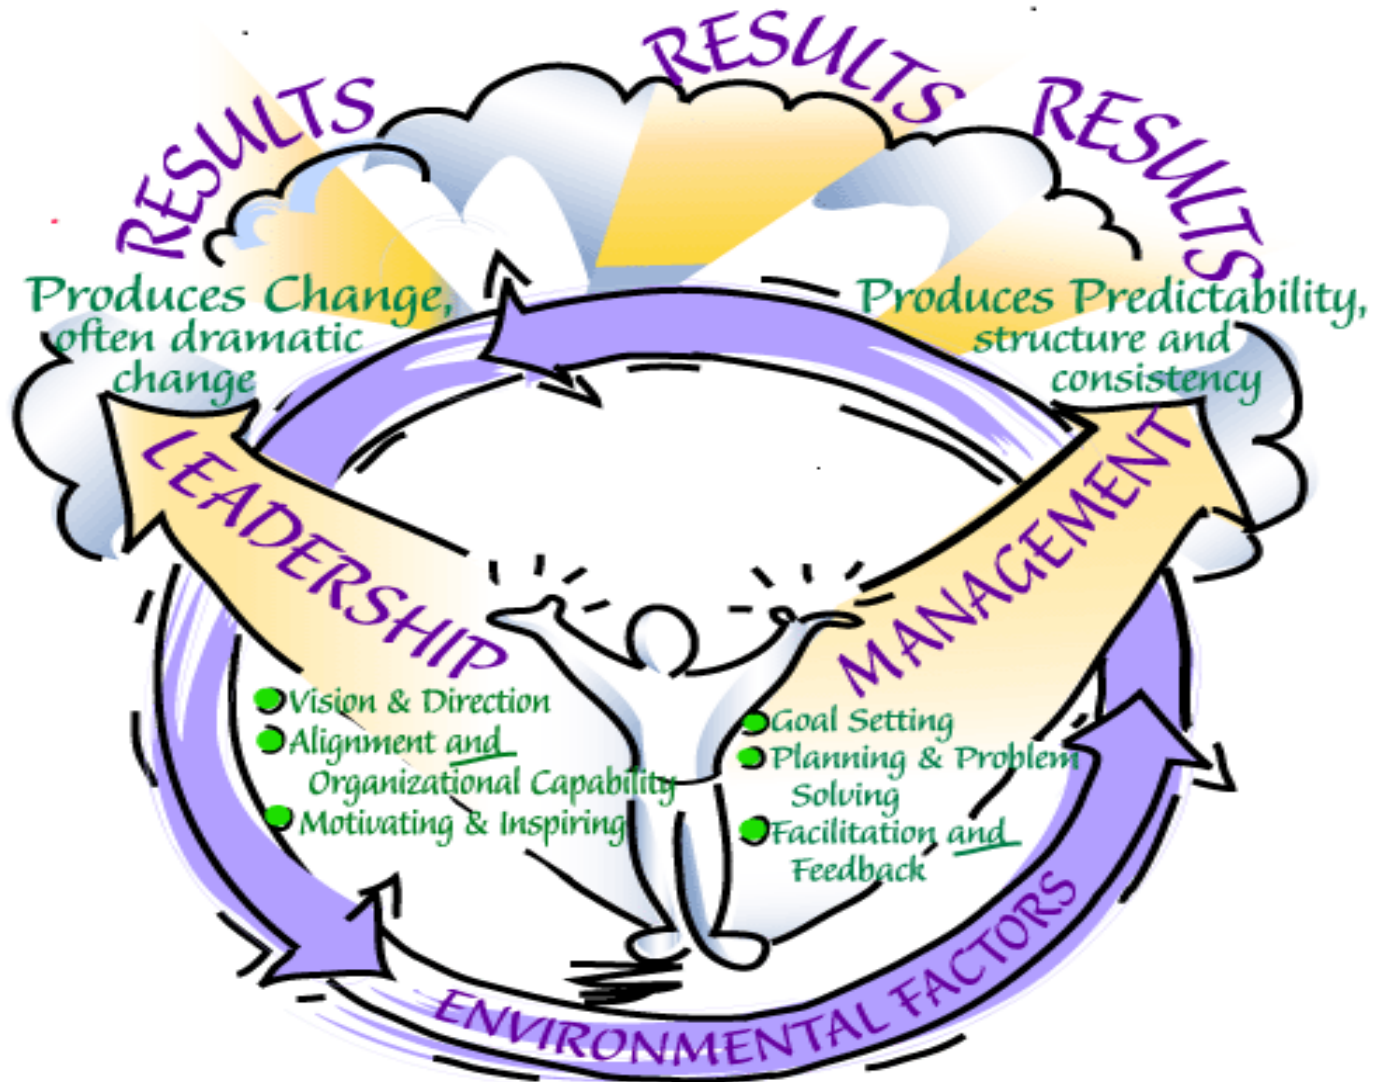 RESULTS
RESULTS
RESULTS
Produces Change,
often dramatic
change
Produces Predictability,
structure and
consistency
LEADERSHIP
MANAGEMENT
Vision & Direction
Alignment and
Organizational Capability
Motivating & Inspiring
Goal Setting
Planning & Problem
Solving
Facilitation and
Feedback
ENVIRONMENTAL FACTORS